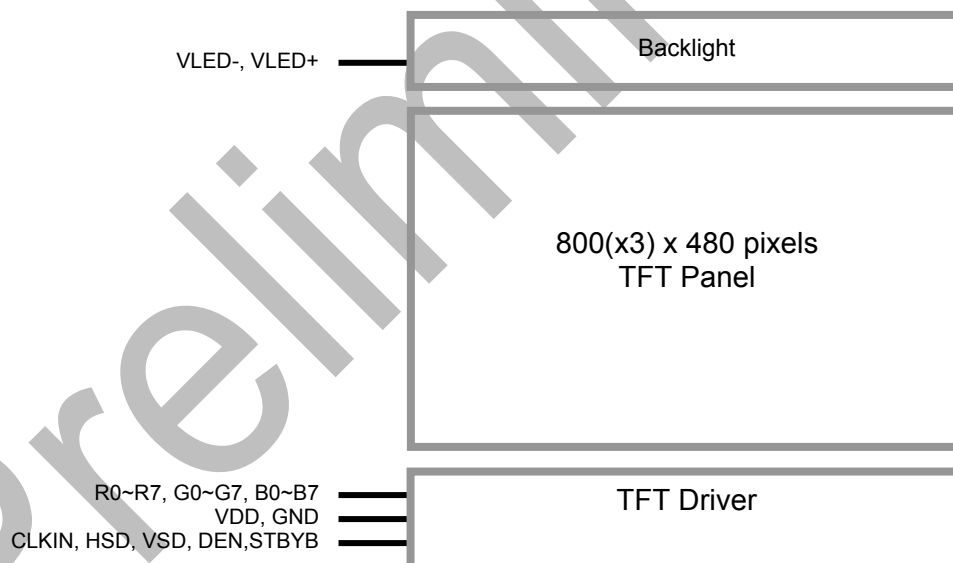 Backlight
VLED-, VLED+
800(x3) x 480 pixels
TFT Panel
R0~R7, G0~G7, B0~B7
TFT Driver
VDD, GND
CLKIN, HSD, VSD, DEN,STBYB
Prelimi